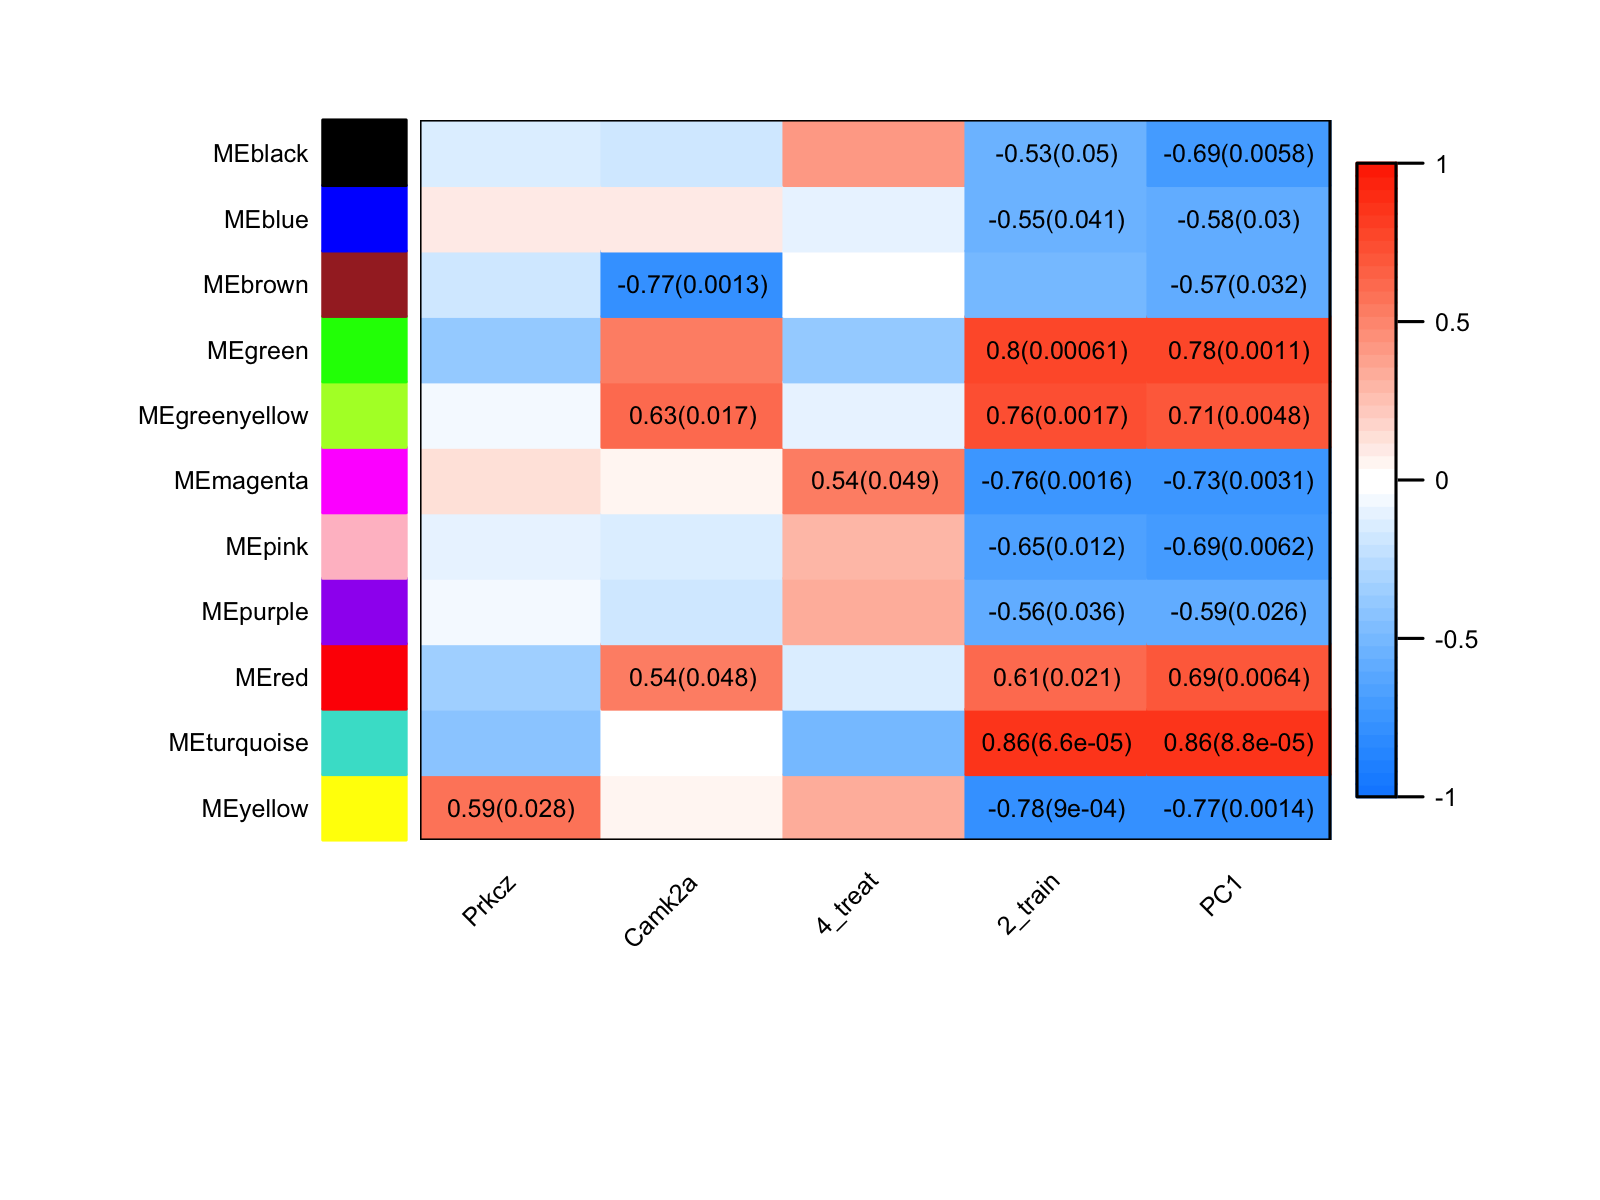 MEblack -0.53(0.05) -0.69(0.0058)
MEblue -0.55(0.041) -0.58(0.03)
MEbrown -0.77(0.0013) -0.57(0.032)
MEgreen 0.8(0.00061) 0.78(0.0011)
MEgreenyellow 0.63(0.017) 0.76(0.0017) 0.71(0.0048)
MEmagenta 0.54(0.049) -0.76(0.0016) -0.73(0.0031)
MEpink -0.65(0.012) -0.69(0.0062)
MEpurple -0.56(0.036) -0.59(0.026)
MEred 0.54(0.048) 0.61(0.021) 0.69(0.0064)
MEturquoise 0.86(6.6e-05) 0.86(8.8e-05)
MEyellow 0.59(0.028) -0.78(9e-04) -0.77(0.0014)
Prkcz Camk2a 4_treat 2_train PC1
1
0.5
0
-0.5
-1